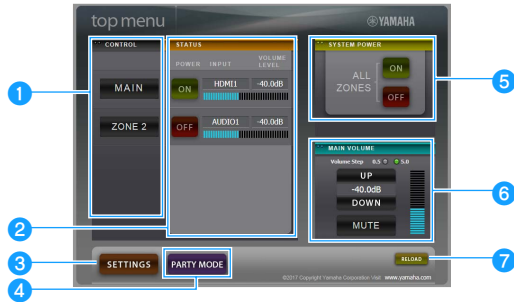 top menu
YAMAHA
CONTROL
MAIN
ZONE 2
STATUS
POWER INPUT VOLUME LEVEL
ON HDMI1 -40.0dB
OFF AUDIO1 -40.0dB
SYSTEM POWER
ALL ZONES
ON
OFF
MAIN VOLUME
Volume Step 0.5 5.0
UP
-40.0dB
DOWN
MUTE
SETTINGS
PARTY MODE
RELOAD
©2017 Copyright Yamaha Corporation Visit www.yamaha.com
1
2
3
4
5
6
7